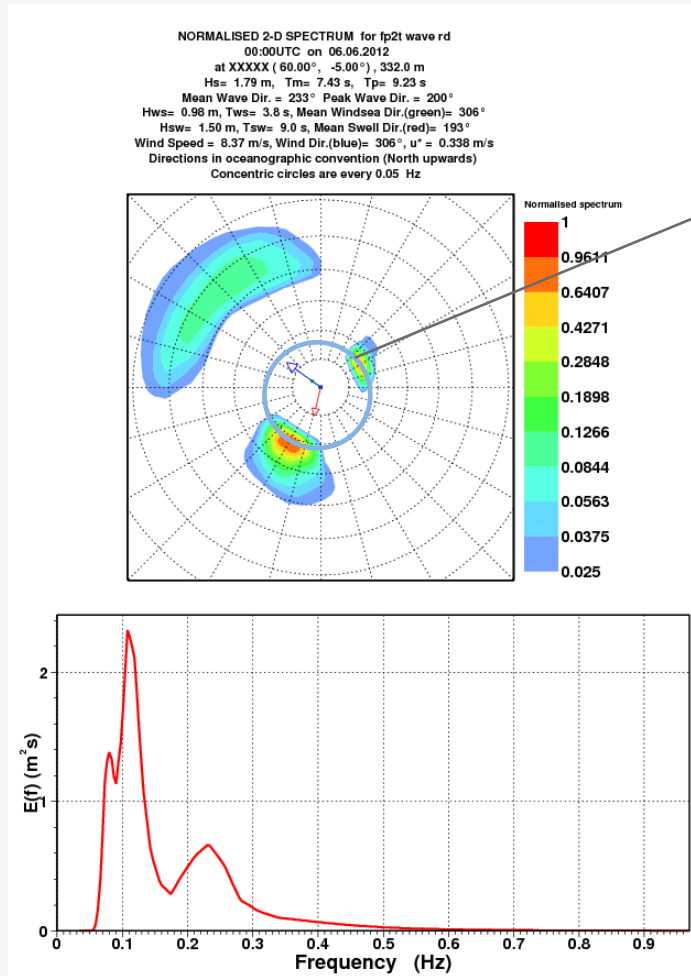 NORMALISED 2-D SPECTRUM for fp2t wave rd
00:00UTC on 06.06.2012
at XXXXX ( 60.00°, -5.00°) , 332.0 m
Hs= 1.79 m, Tm= 7.43 s, Tp= 9.23 s
Mean Wave Dir. = 233° Peak Wave Dir. = 200°
Hws= 0.98 m, Tws= 3.8 s, Mean Windsea Dir.(green)= 306°
Hsw= 1.50 m, Tsw= 9.0 s, Mean Swell Dir.(red)= 193°
Wind Speed = 8.37 m/s, Wind Dir.(blue)= 306°, u* = 0.338 m/s
Directions in oceanographic convention (North upwards)
Concentric circles are every 0.05 Hz
Normalised spectrum
1
0.9611
0.6407
0.4271
0.2848
0.1898
0.1266
0.0844
0.0563
0.0375
0.025
E(f) (m²s)
2
1
0
0 0.1 0.2 0.3 0.4 0.5 0.6 0.7 0.8 0.9
Frequency (Hz)